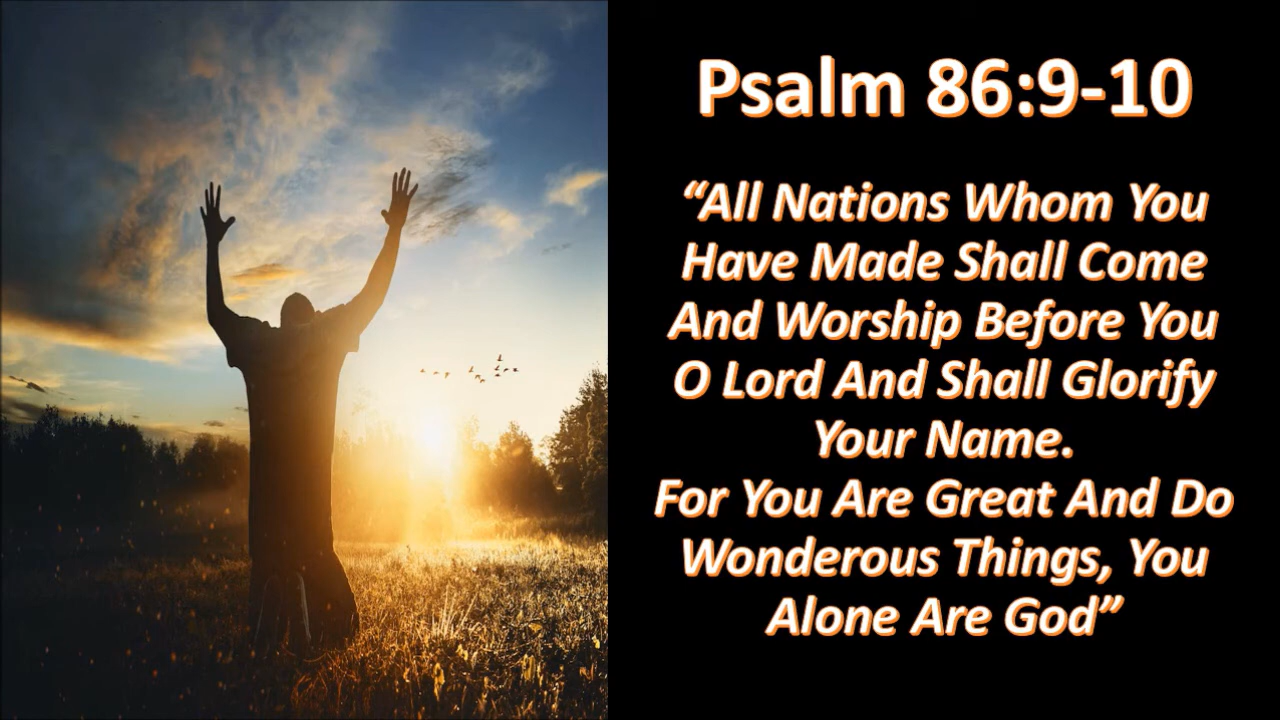 Psalm 86:9-10
“All Nations Whom You
Have Made Shall Come
And Worship Before You
O Lord And Shall Glorify
Your Name.
For You Are Great And Do
Wonderous Things, You
Alone Are God”